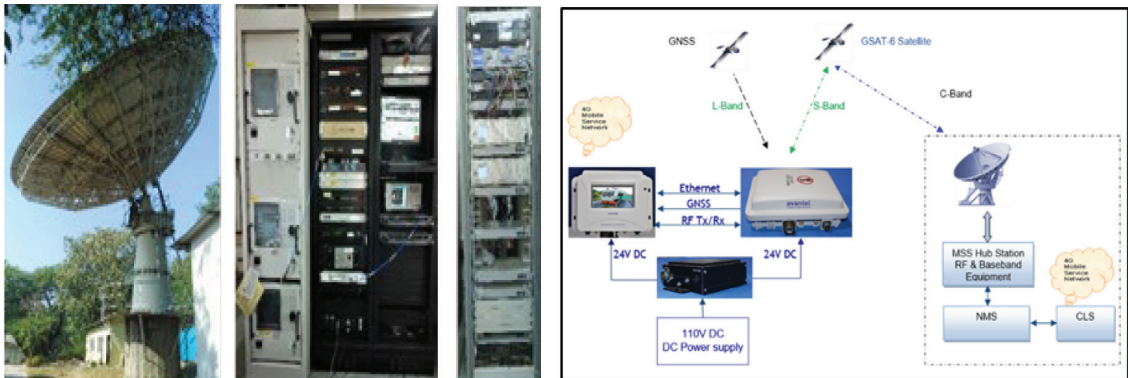 GNSS
GSAT-6 Satellite
L-Band
S-Band
C-Band
4G
Mobile
Service
Network
Ethernet
GNSS
RF Tx/Rx
avantel
24V DC
24V DC
110V DC
DC Power supply
MSS Hub Station
RF & Baseband
Equipment
4G
Mobile
Service
Network
NMS
CLS